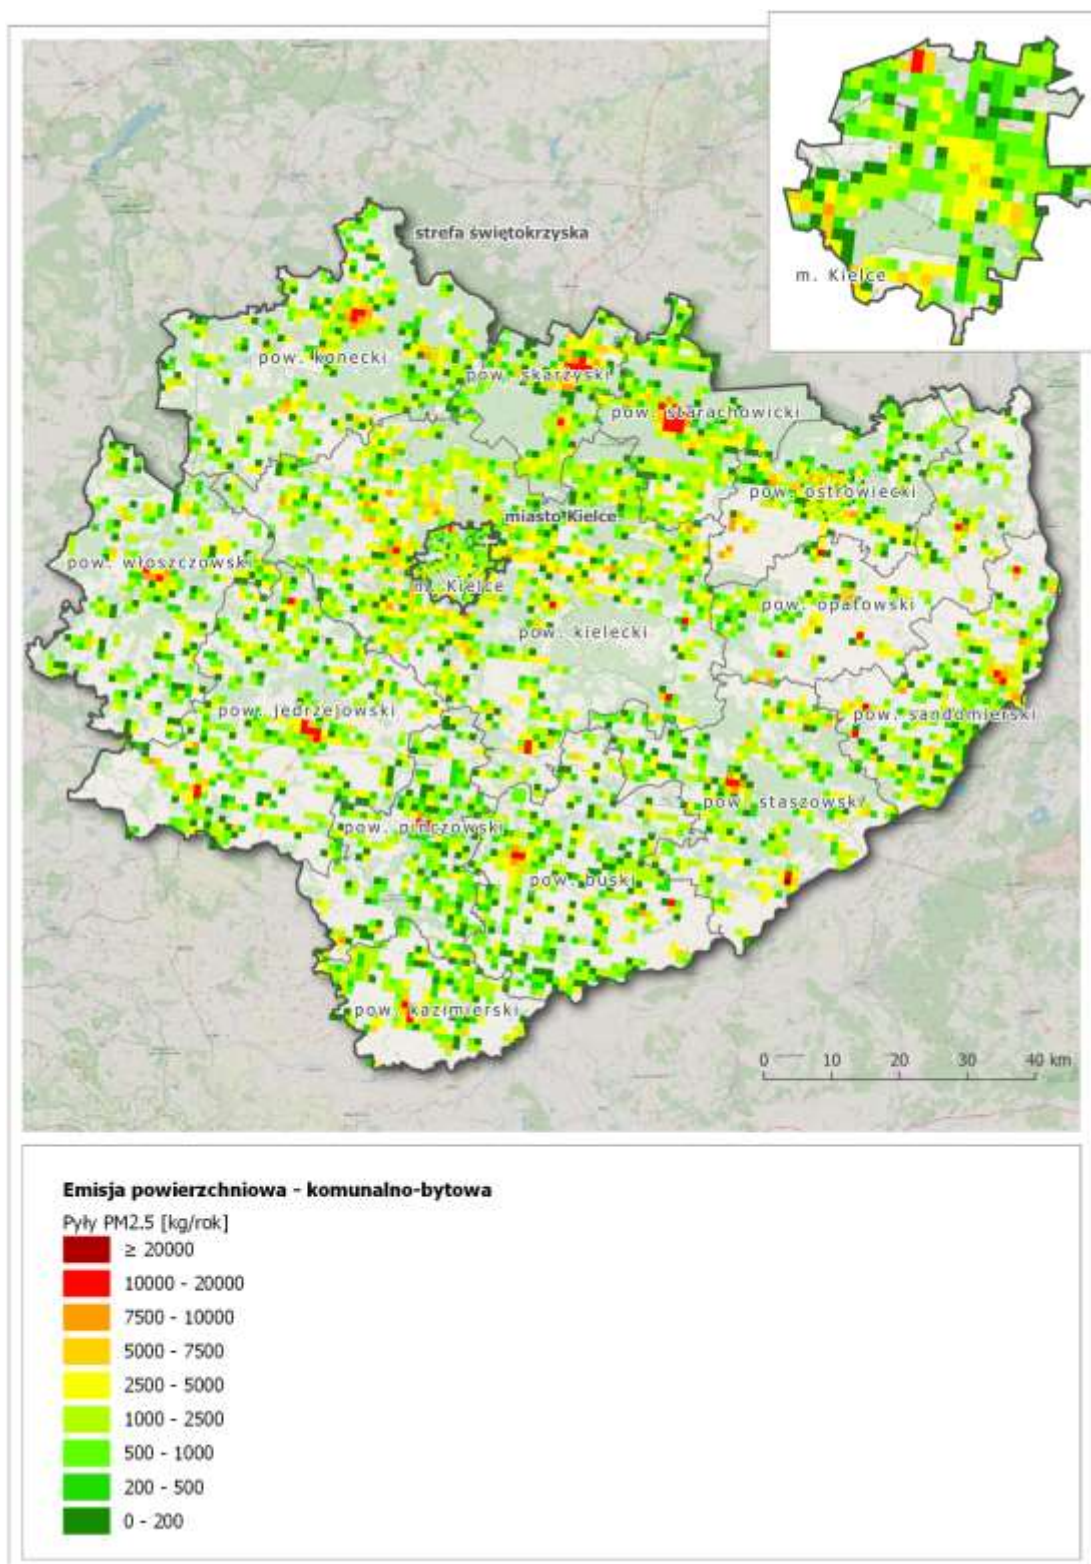 m. Kielce
strefa świętokrzyska
pow. konecki
pow. skarżyski
pow. starachowicki
pow. ostrowiecki
miasto Kielce
pow. włoszczowski
m. Kielce
pow. opatowski
pow. kielecki
pow. jędrzejowski
pow. sandomierski
pow. staszowski
pow. pińczowski
pow. buski
pow. kazimierski
0 10 20 30 40 km
Emisja powierzchniowa - komunalno-bytowa
Pyły PM2.5 [kg/rok]
≥ 20000
10000 - 20000
7500 - 10000
5000 - 7500
2500 - 5000
1000 - 2500
500 - 1000
200 - 500
0 - 200